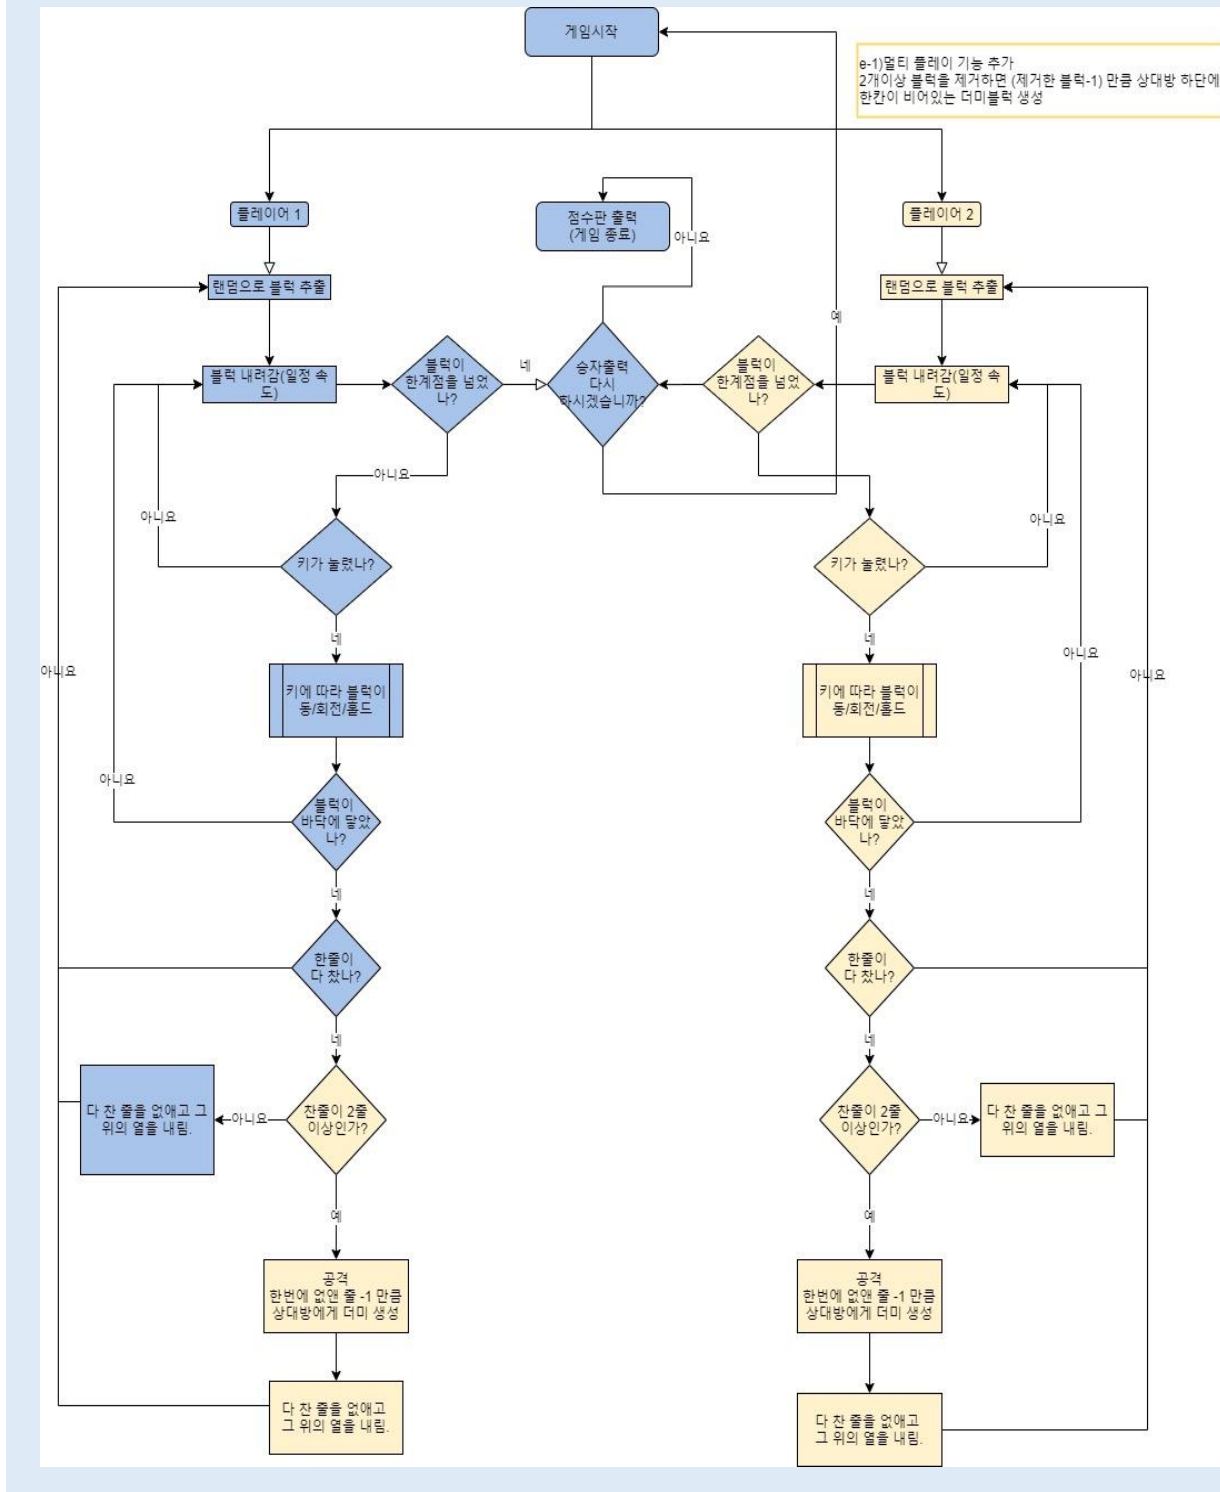 게임시작
e-1)멀티 플레이 기능 추가
2개이상 블럭을 제거하면 (제거한 블럭-1) 만큼 상대방 하단에
한칸이 비어있는 더미블럭 생성
플레이어 1
점수판 출력
(게임 종료)
아니요
플레이어 2
랜덤으로 블럭 추출
랜덤으로 블럭 추출
예
블럭 내려감(일정 속
도)
블럭이
한계점을 넘었
나?
네
승자출력
다시
하시겠습니까?
블럭이
한계점을 넘었
나?
블럭 내려감(일정 속
도)
아니요
아니요
아니요
키가 눌렸나?
키가 눌렸나?
네
네
아니요
아니요
아니요
키에 따라 블럭이
동/회전/홀드
키에 따라 블럭이
동/회전/홀드
아니요
블럭이
바닥에 닿았
나?
블럭이
바닥에 닿았
나?
네
네
한줄이
다 찼나?
한줄이
다 찼나?
네
네
다 찬 줄을 없애고 그
위의 열을 내림.
아니요
찬줄이 2줄
이상인가?
찬줄이 2줄
이상인가?
아니요
다 찬 줄을 없애고 그
위의 열을 내림.
예
예
공격
한번에 없앤 줄 -1 만큼
상대방에게 더미 생성
공격
한번에 없앤 줄 -1 만큼
상대방에게 더미 생성
다 찬 줄을 없애고
그 위의 열을 내림.
다 찬 줄을 없애고
그 위의 열을 내림.